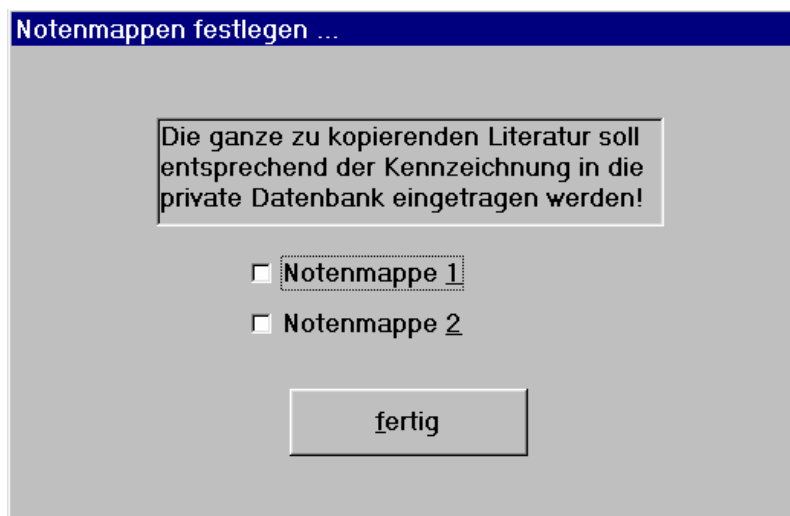 Notenmappen festlegen ...
Die ganze zu kopierenden Literatur soll
entsprechend der Kennzeichnung in die
private Datenbank eingetragen werden!
Notenmappe 1
Notenmappe 2
fertig